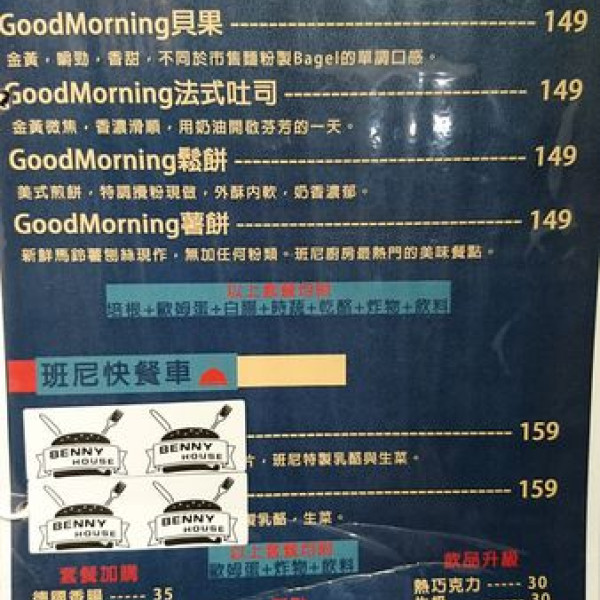 GoodMorning貝果 149
金黃，嚼勁，香甜，不同於市售麵粉製Bagel的單調口感。
GoodMorning法式吐司 149
金黃微焦，香濃滑順，用奶油開啟芬芳的一天。
GoodMorning鬆餅 149
美式煎餅，特調攪粉現做，外酥內軟，奶香濃郁。
GoodMorning薯餅 149
新鮮馬鈴薯刨絲現作，無加任何粉類。班尼廚房最熱門的美味餐點。
以上套餐均附
培根+歐姆蛋+白腸+時蔬+乾酪+炸物+飲料
班尼快餐車
BENNY HOUSE
BENNY HOUSE
BENNY HOUSE
BENNY HOUSE
159
片，班尼特製乳酪與生菜。
159
乳酪，生菜。
以上套餐均附
歐姆蛋+炸物+飲料
套餐加購
德國香腸 35
飲品升級
熱巧克力 30
30